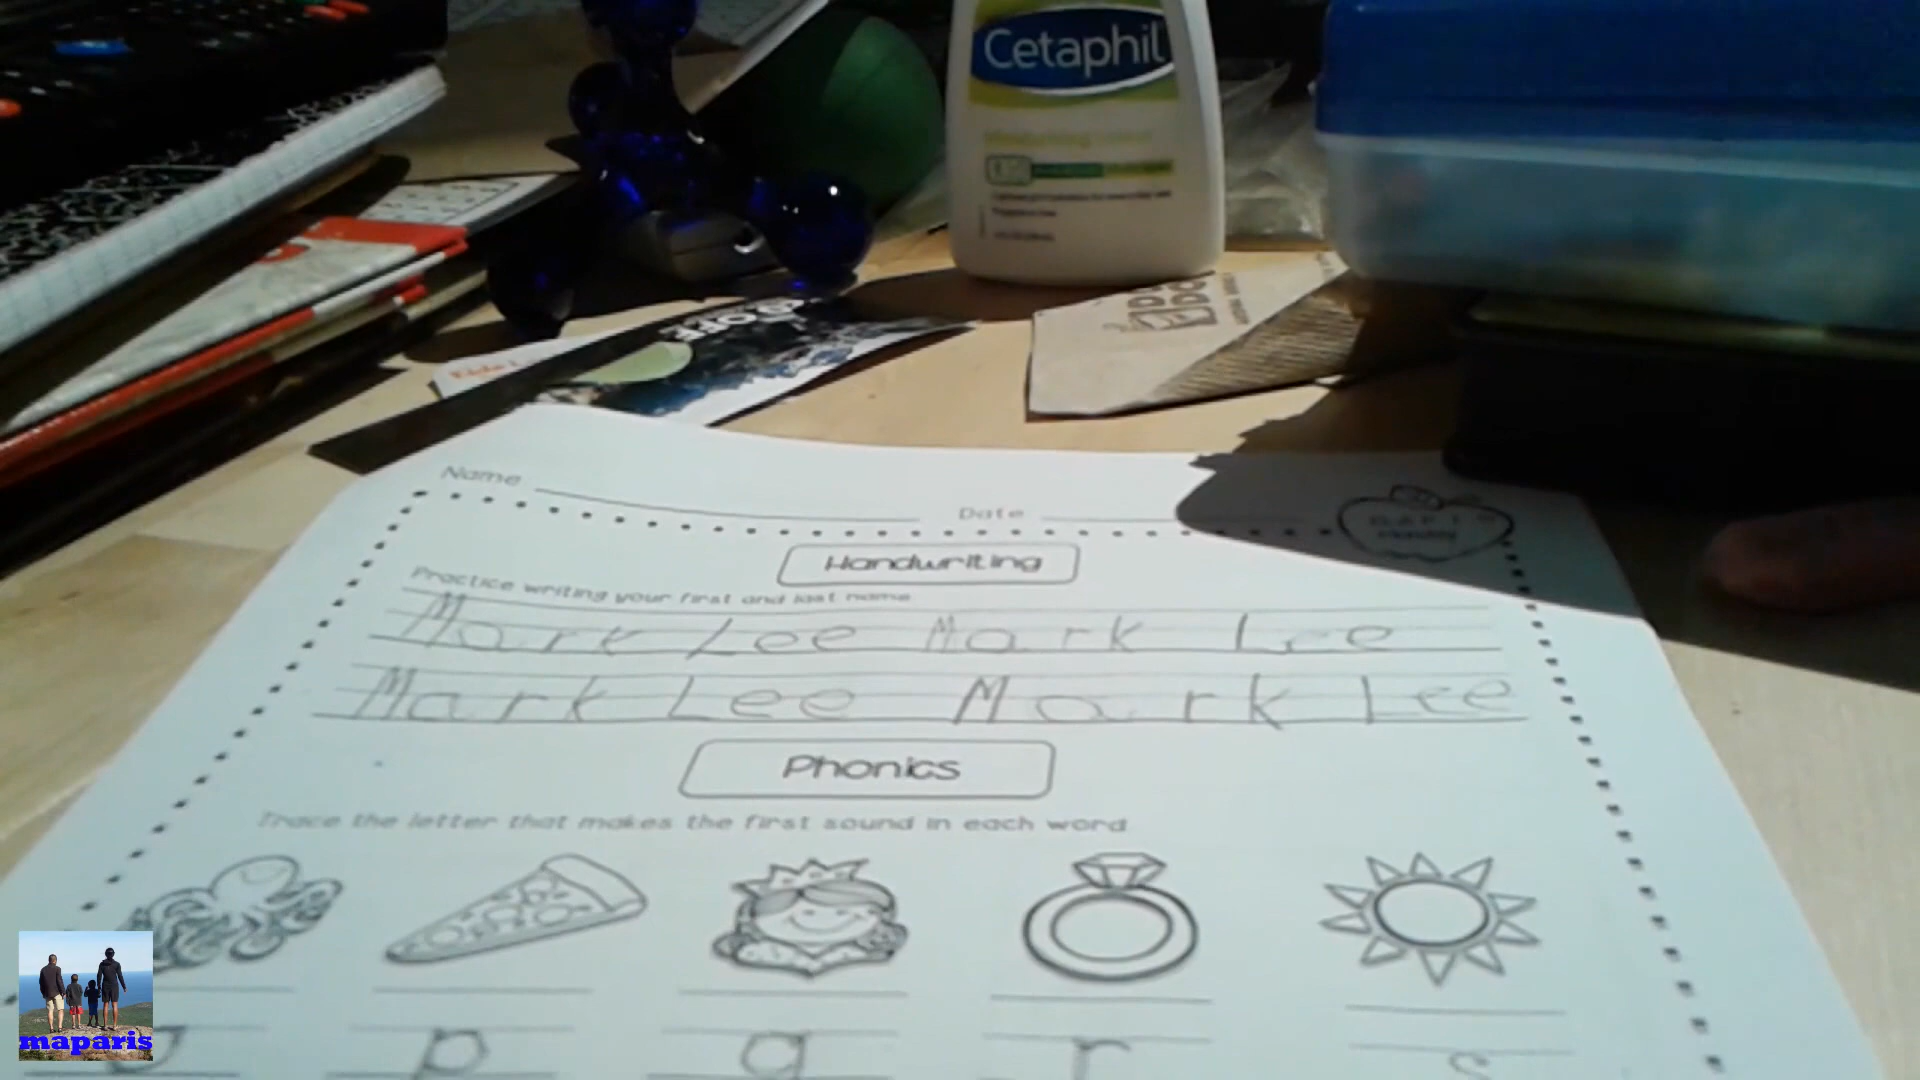 Cetaphil
OFF
Name
Date
Handwriting
Practice writing your first and last name
Mark Lee Mark Lee
Mark Lee Mark Lee
Phonics
Trace the letter that makes the first sound in each word
p q r s
maparis